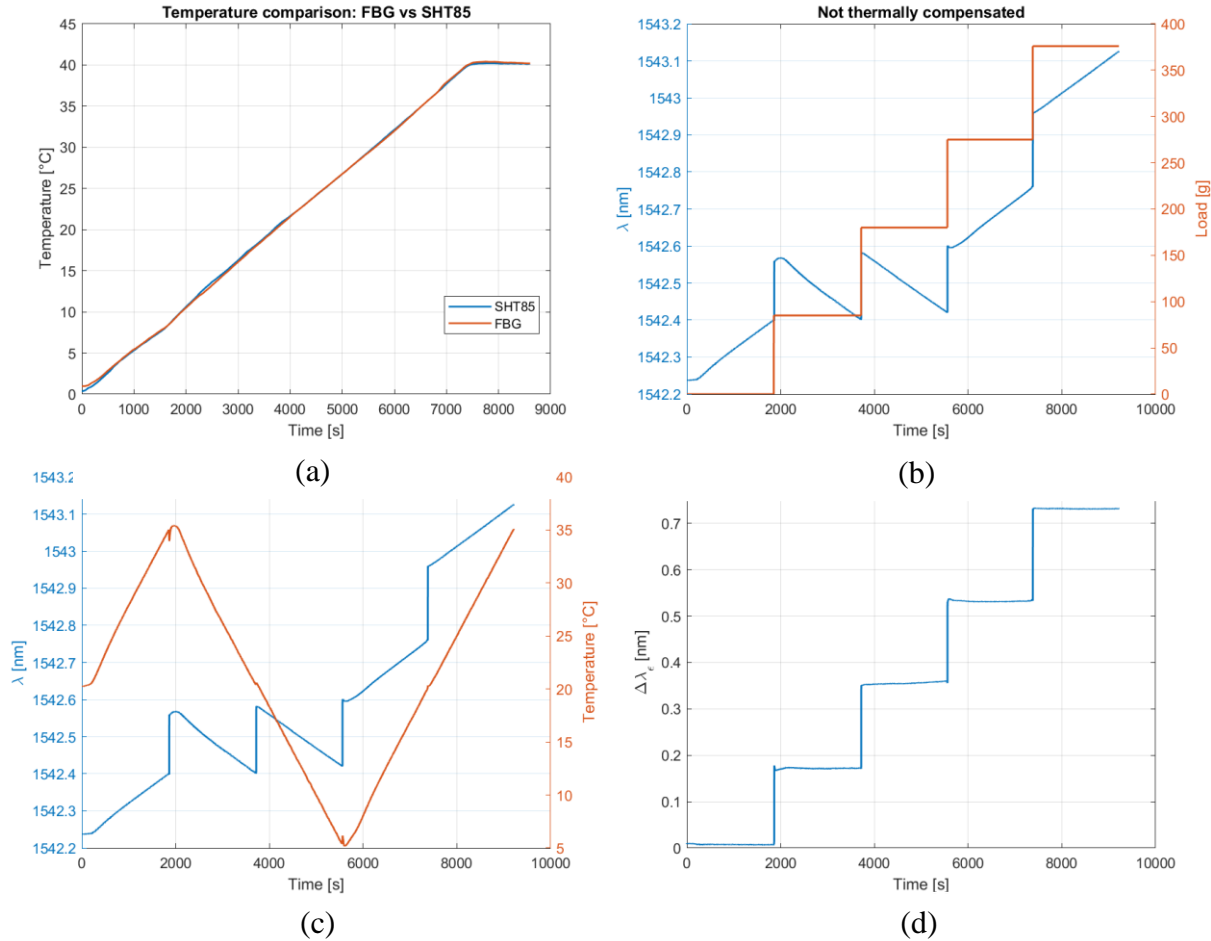 Temperature comparison: FBG vs SHT85
45
40
35
30
25
20
15
10
5
0
Temperature [°C]
SHT85
FBG
0 1000 2000 3000 4000 5000 6000 7000 8000 9000
Time [s]
(a)
Not thermally compensated
1543.2
1543.1
1543
1542.9
1542.8
1542.7
1542.6
1542.5
1542.4
1542.3
1542.2
λ [nm]
400
350
300
250
200
150
100
50
0
Load [g]
0 2000 4000 6000 8000 10000
Time [s]
(b)
1543.2
1543.1
1543
1542.9
1542.8
1542.7
1542.6
1542.5
1542.4
1542.3
1542.2
λ [nm]
40
35
30
25
20
15
10
5
Temperature [°C]
0 2000 4000 6000 8000 10000
Time [s]
(c)
0.7
0.6
0.5
0.4
0.3
0.2
0.1
0
Δλϵ [nm]
0 2000 4000 6000 8000 10000
Time [s]
(d)